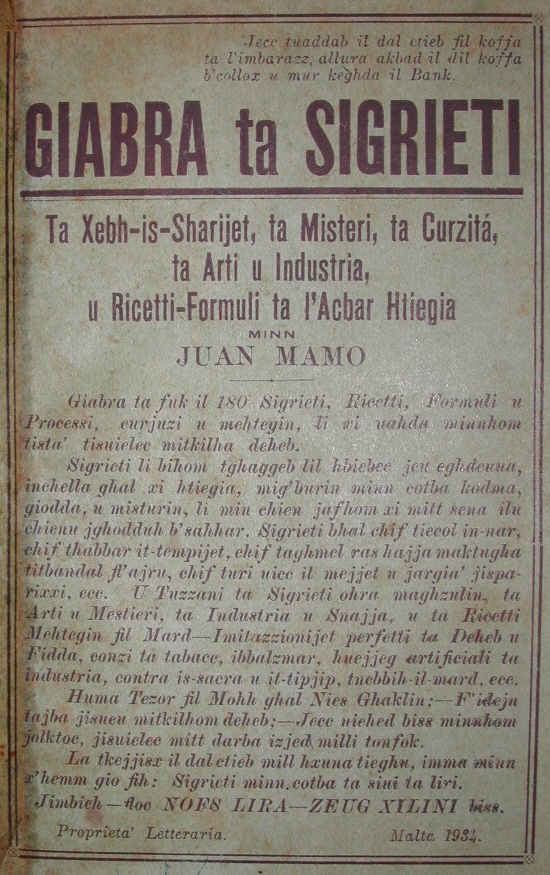 Jecc tuaddab il dal ctieb fil koffa
ta l'imbarazz, allura akbad il dil koffa
b'collox u mur keghda il Bank.
GIABRA ta SIGRIETI
Ta Xebh-is-Sharijet, ta Misteri, ta Curzitá,
ta Arti u Industria,
u Ricetti-Formuli ta l'Acbar Htiegia
MINN
JUAN MAMO
Giabra ta fuk il 180 Sigrieti, Ricetti, Formuli u
Processi, curjuzi u mehtegin, li xi uahda minnhom
tista' tisuielec mitkilha deheb.
Sigrieti li bihom tghaggeb lil hbiebec jeu eghdeuua,
inchella ghal xi htiegia, mig'burin minn cotba kodma,
giodda, u misturin, li min chien jafhom xi mitt sena ilu
chienu jghodduh b'sahhar. Sigrieti bhal chif tiecol in-nar,
chif thabbar it-tempijet, chif taghmel ras hajja maktugha
titbandal fl'ajru, chif turi uicc il mejjet u jargia' jispa-
rixxi, ecc. U Tuzzani ta Sigrieti ohra maghzulin, ta
Arti u Mestieri, ta Industria u Snajja, u ta Ricetti
Mehtegin fil Mard—Imitazzionijet perfetti ta Deheb u
Fidda, conzi ta tabacc, ibbalzmar, huejjeg artificiali ta
industria, contra is-sacra u it-tipjip, tnebbih-il-mard, ecc.
Huma Tezor fil Mohh ghal Nies Ghaklin;—F'idejn
tajba jisueu mitkilhom deheb;—Jecc uiehed biss minnhom
jolktoc, jisuielec mitt darba izjed milli tonfok.
La tkejjisx il dal ctieb mill hxuna tieghu, imma minn
x'hemm gio fih: Sigrieti minn cotba ta siui ta liri.
Jimbieh—floc NOFS LIRA—ZEUG XILINI biss.
Proprieta' Letteraria.
Malta 1934.